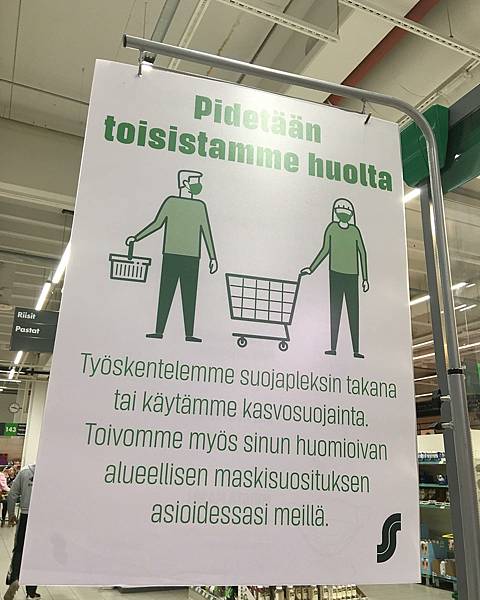 Pidetään
toisistamme huolta
Työskentelemme suojapleksin takana
tai käytämme kasvosuojainta.
Toivomme myös sinun huomioivan
alueellisen maskisuosituksen
asioidessasi meillä.
Riisit
Pastat
143